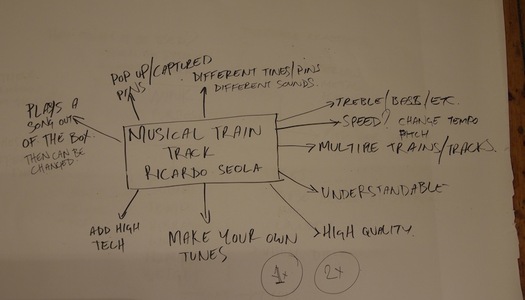 POP UP/CAPTURED
PINS
DIFFERENT TUNES/PINS
DIFFERENT SOUNDS.
PLAYS A
SONG OUT
OF THE BOX.
THEN CAN BE
CHANGED.
MUSICAL TRAIN
TRACK
RICARDO SEOLA
TREBLE/BASS/ETC.
SPEED? CHANGE TEMPO
PITCH
MULTIPLE TRAINS/TRACKS.
UNDERSTANDABLE
HIGH QUALITY.
ADD HIGH
TECH
MAKE YOUR OWN
TUNES
1x
2x